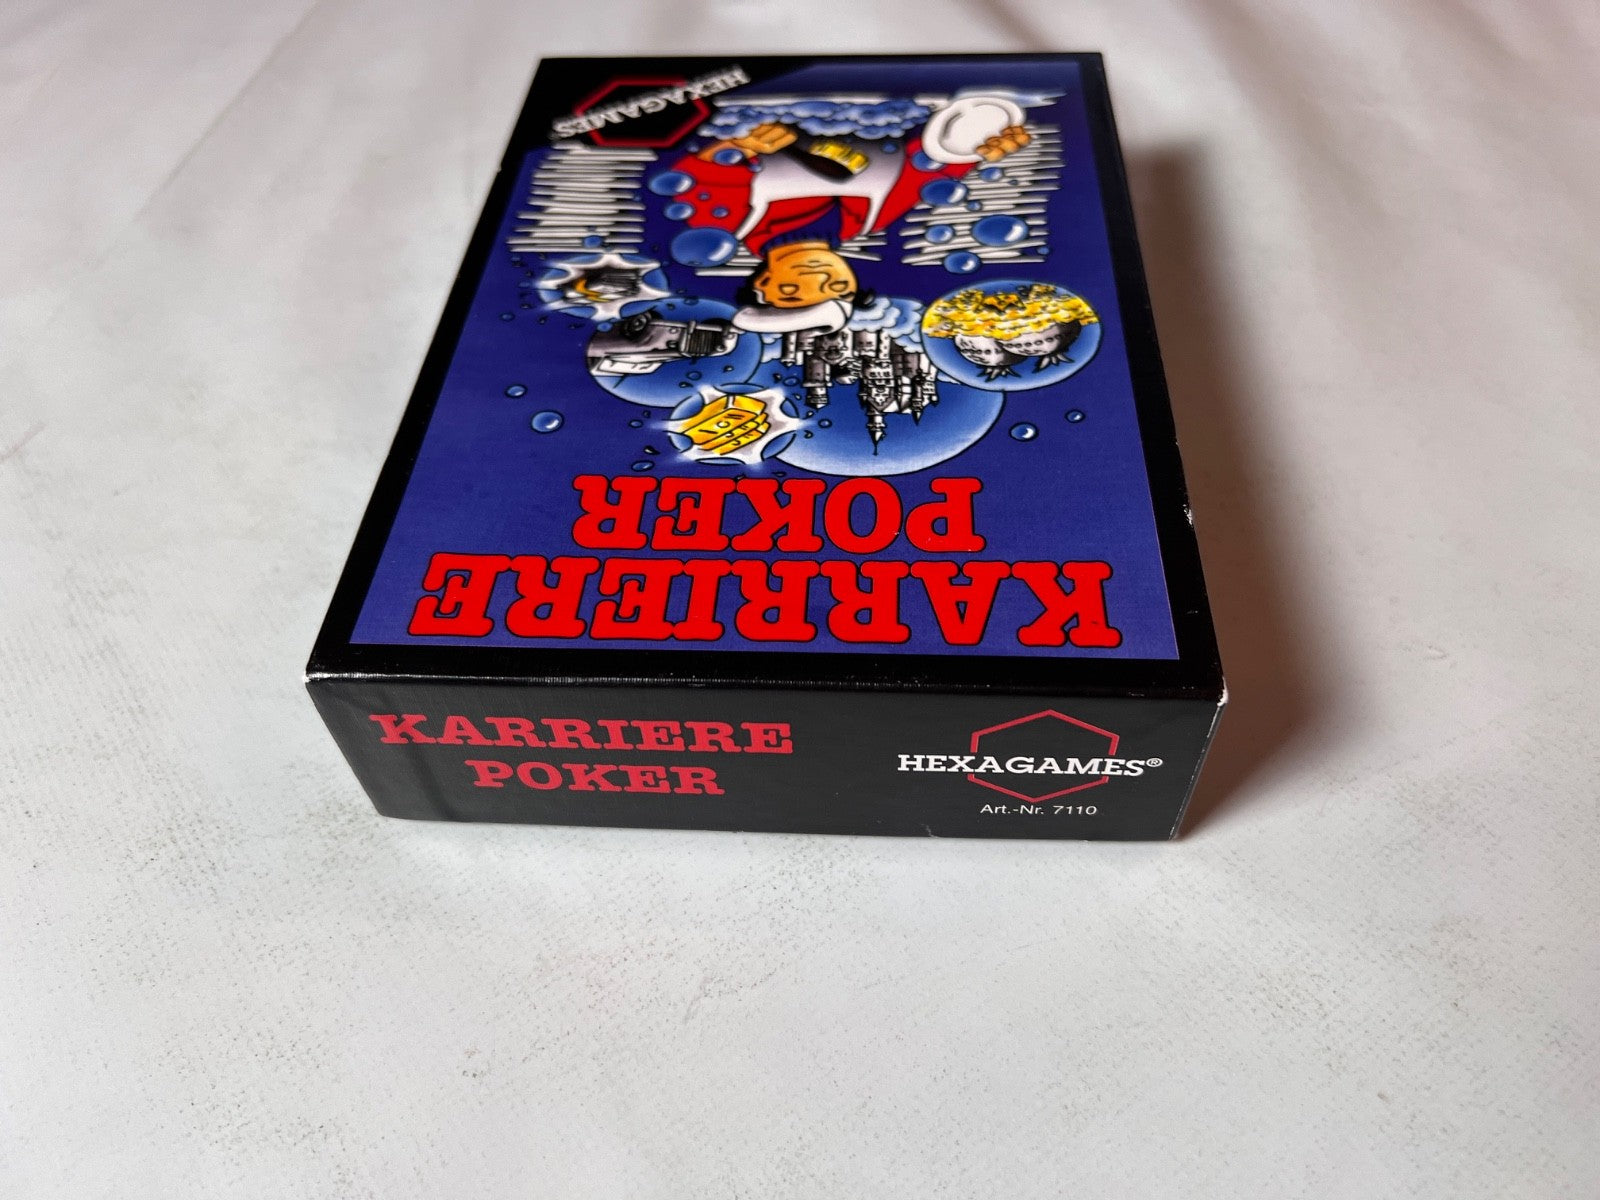 HEXAGAMES
KARRIERE
POKER
KARRIERE
POKER
HEXAGAMES®
Art.-Nr. 7110